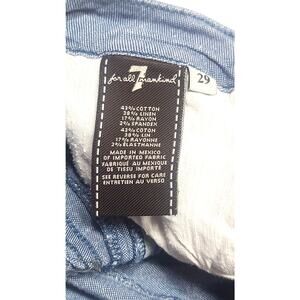 7
for all mankind
29
43% COTTON
38% LINEN
17% RAYON
2% SPANDEX
43% COTON
38% LIN
17% RAYONNE
2% ÉLASTHANNE
MADE IN MEXICO
OF IMPORTED FABRIC
FABRIQUÉ AU MEXIQUE
DE TISSU IMPORTÉ
SEE REVERSE FOR CARE
ENTRETIEN AU VERSO